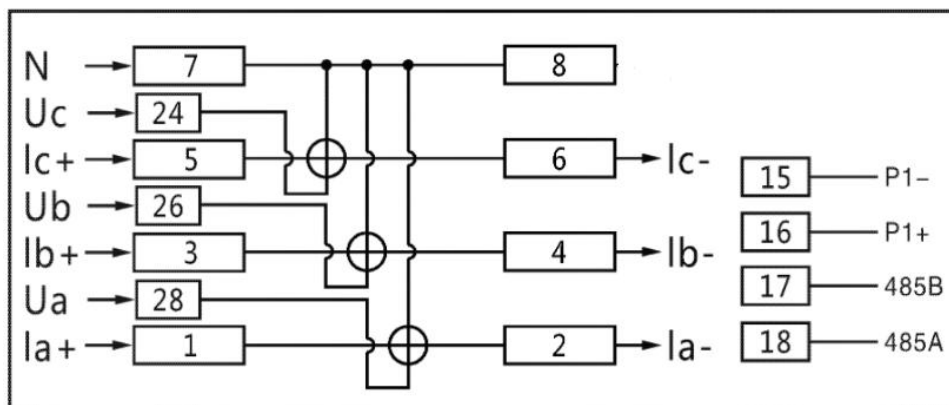 N 7 8
Uc 24
Ic+ 5 6 Ic-
15 P1-
Ub 26
16 P1+
Ib+ 3 4 Ib-
17 485B
Ua 28
Ia+ 1 2 Ia-
18 485A